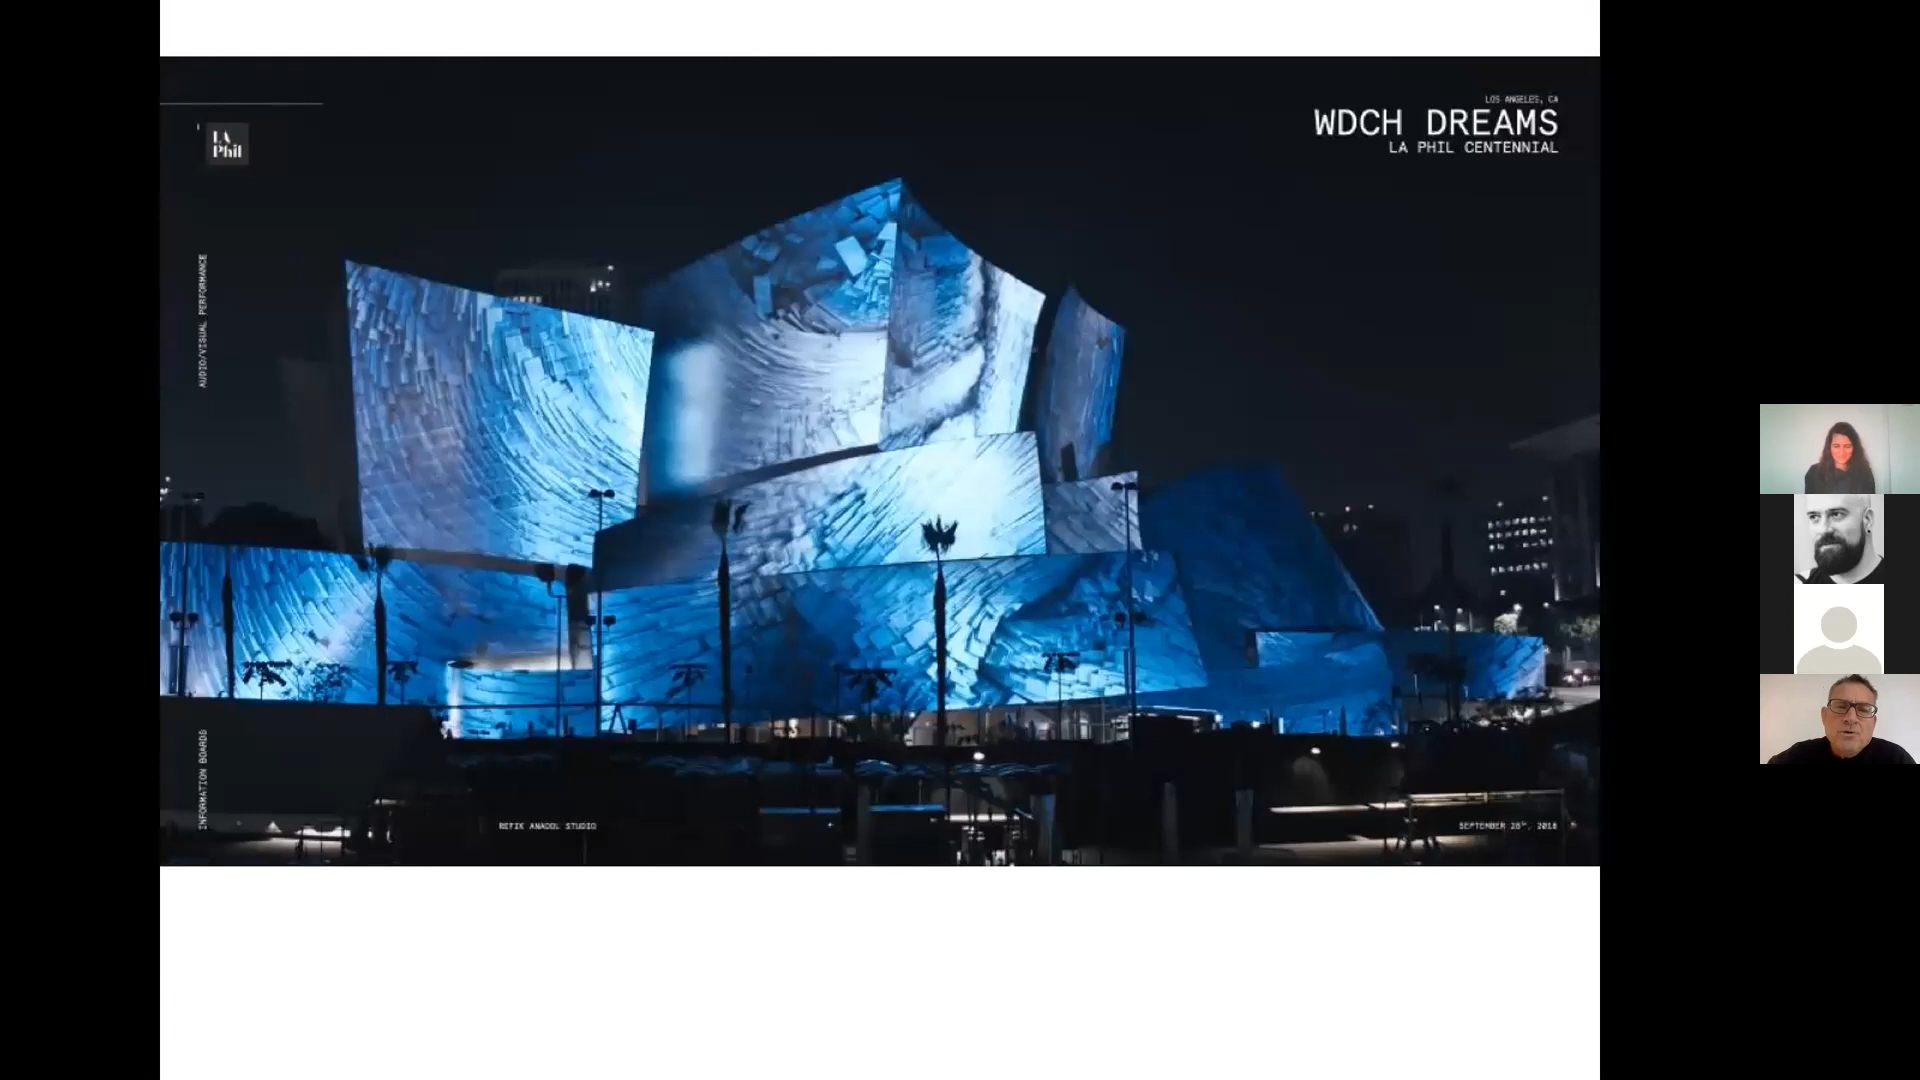 LA
Phil
LOS ANGELES, CA
WDCH DREAMS
LA PHIL CENTENNIAL
AUDIO/VISUAL PERFORMANCE
INFORMATION BOARDS
REFIK ANADOL STUDIO
SEPTEMBER 28th, 2018